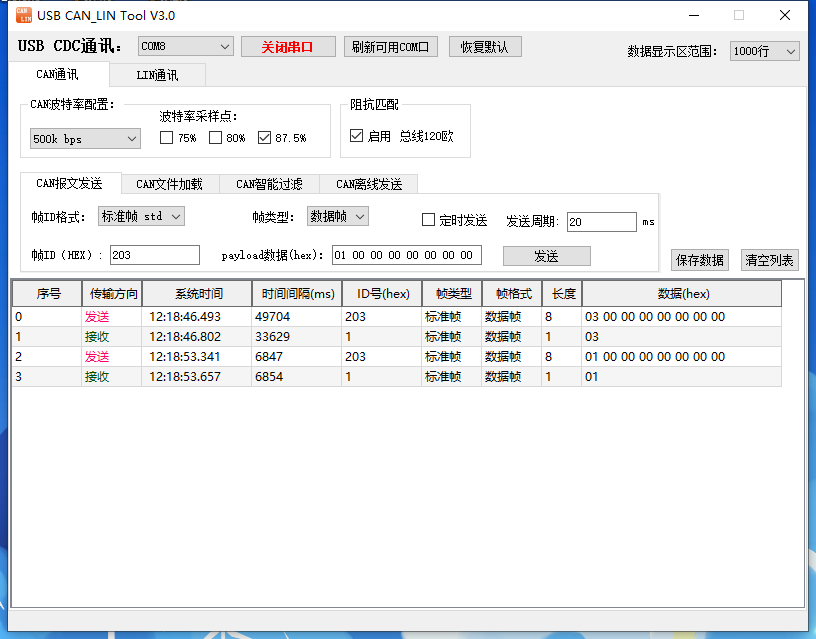 CAN LIN USB CAN_LIN Tool V3.0
USB CDC通讯： COM8 关闭串口 刷新可用COM口 恢复默认 数据显示区范围: 1000行
CAN通讯 LIN通讯
CAN波特率配置: 阻抗匹配
波特率采样点:
500k bps 75% 80% 87.5% 启用 总线120欧
CAN报文发送 CAN文件加载 CAN智能过滤 CAN离线发送
帧ID格式: 标准帧 std 帧类型: 数据帧 定时发送 发送周期: 20 ms
帧ID（HEX）: 203 payload数据(hex): 01 00 00 00 00 00 00 00 发送 保存数据 清空列表
序号 传输方向 系统时间 时间间隔(ms) ID号(hex) 帧类型 帧格式 长度 数据(hex)
0 发送 12:18:46.493 49704 203 标准帧 数据帧 8 03 00 00 00 00 00 00 00
1 接收 12:18:46.802 33629 1 标准帧 数据帧 1 03
2 发送 12:18:53.341 6847 203 标准帧 数据帧 8 01 00 00 00 00 00 00 00
3 接收 12:18:53.657 6854 1 标准帧 数据帧 1 01